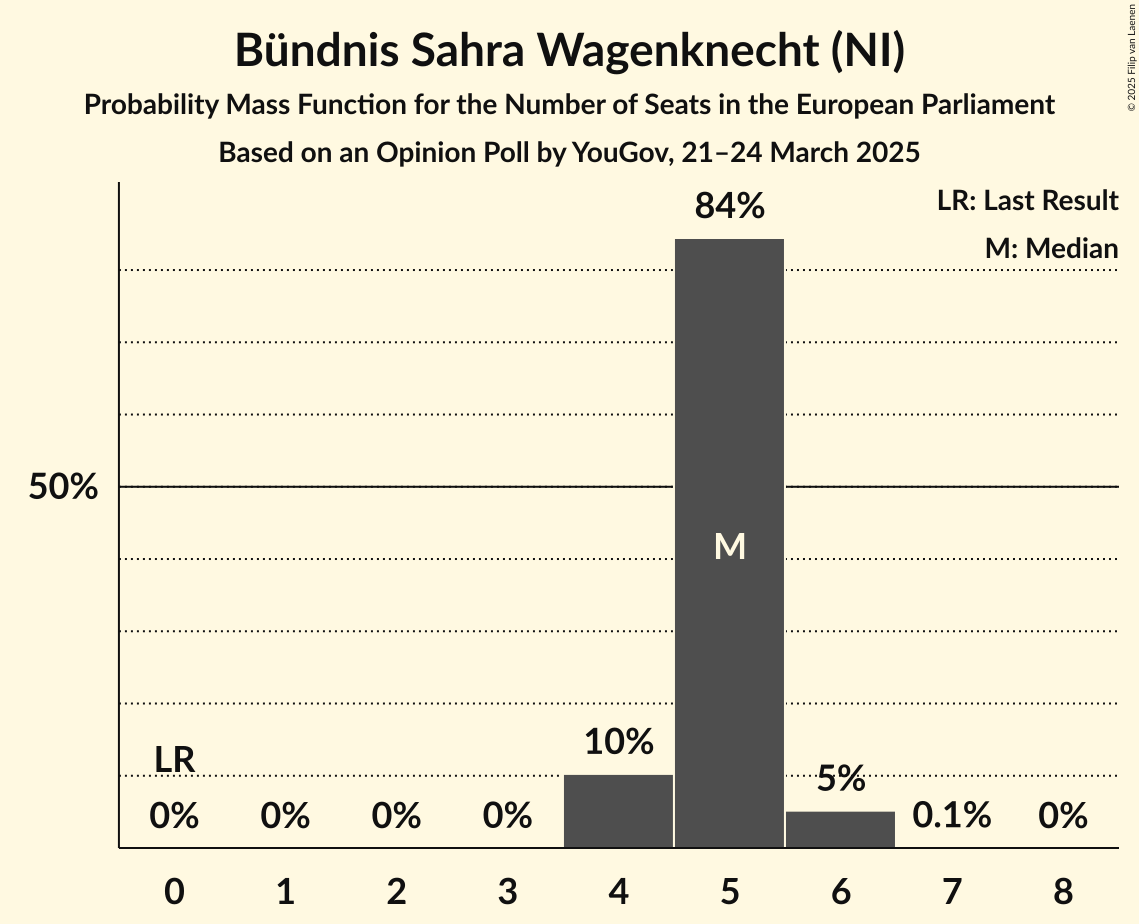 Bündnis Sahra Wagenknecht (NI)
Probability Mass Function for the Number of Seats in the European Parliament
Based on an Opinion Poll by YouGov, 21–24 March 2025
© 2025 Filip van Laenen
LR: Last Result
M: Median
84%
50%
M
10%
LR
5%
0%
0%
0%
0%
0.1%
0%
0
1
2
3
4
5
6
7
8